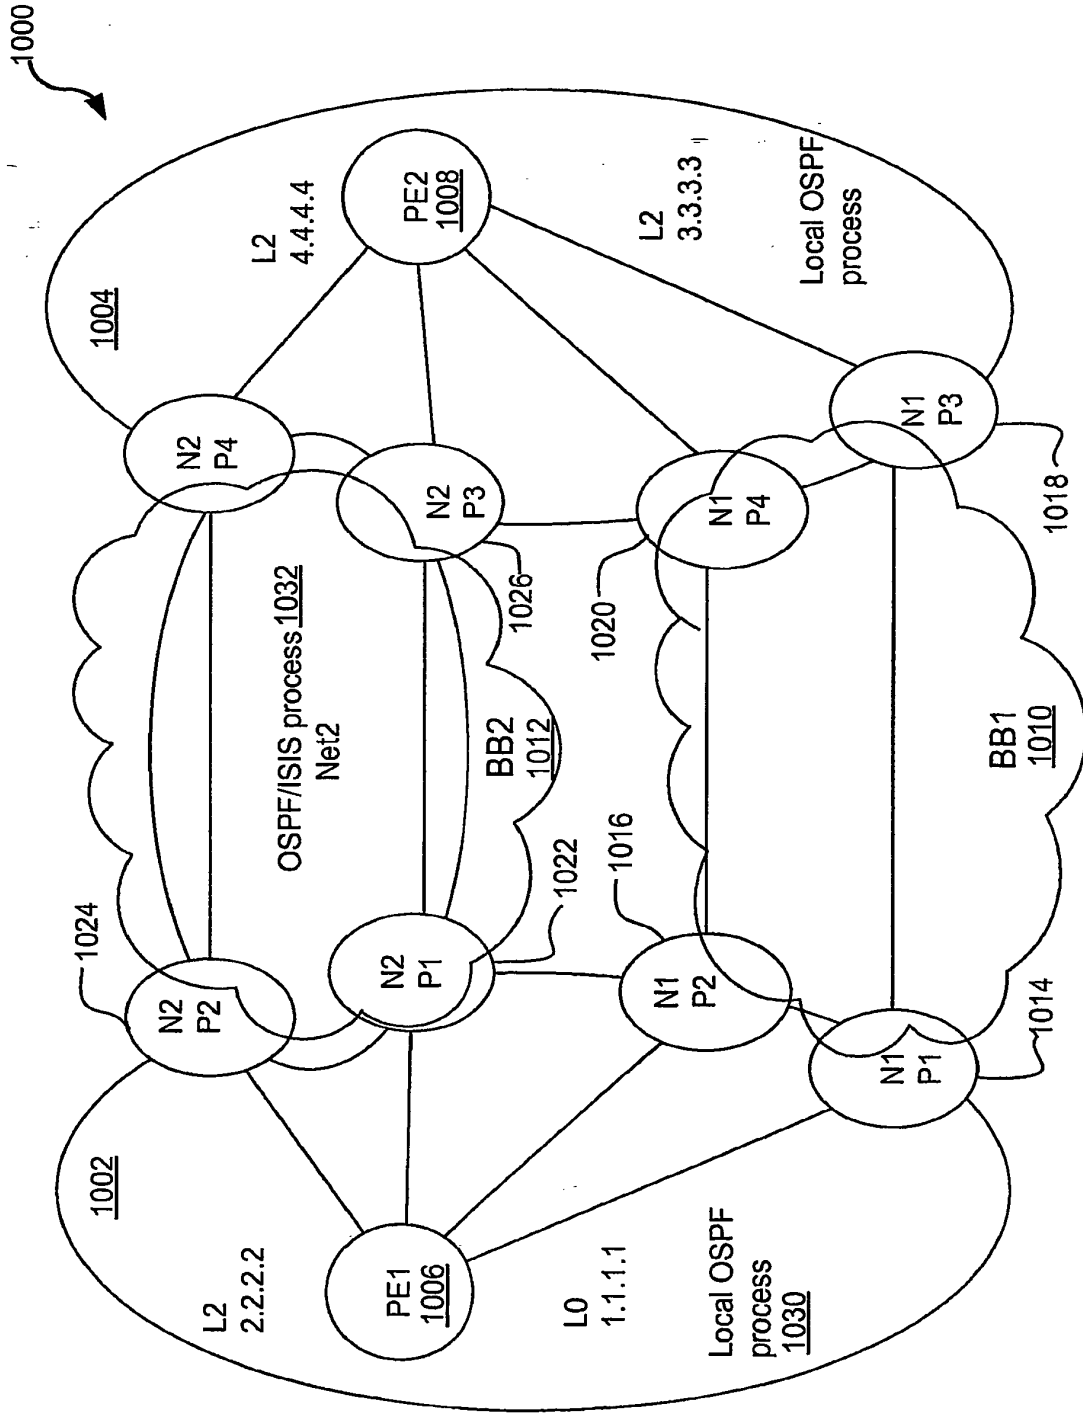 1000
1002
L2
2.2.2.2
PE1
1006
L0
1.1.1.1
Local OSPF
process
1030
1024
N2
P2
N2
P1
1022
1016
N1
P2
N1
P1
1014
OSPF/ISIS process 1032
Net2
BB2
1012
BB1
1010
N2
P4
N2
P3
1026
1020
N1
P4
N1
P3
1018
1004
L2
4.4.4.4
PE2
1008
L2
3.3.3.3
Local OSPF
process